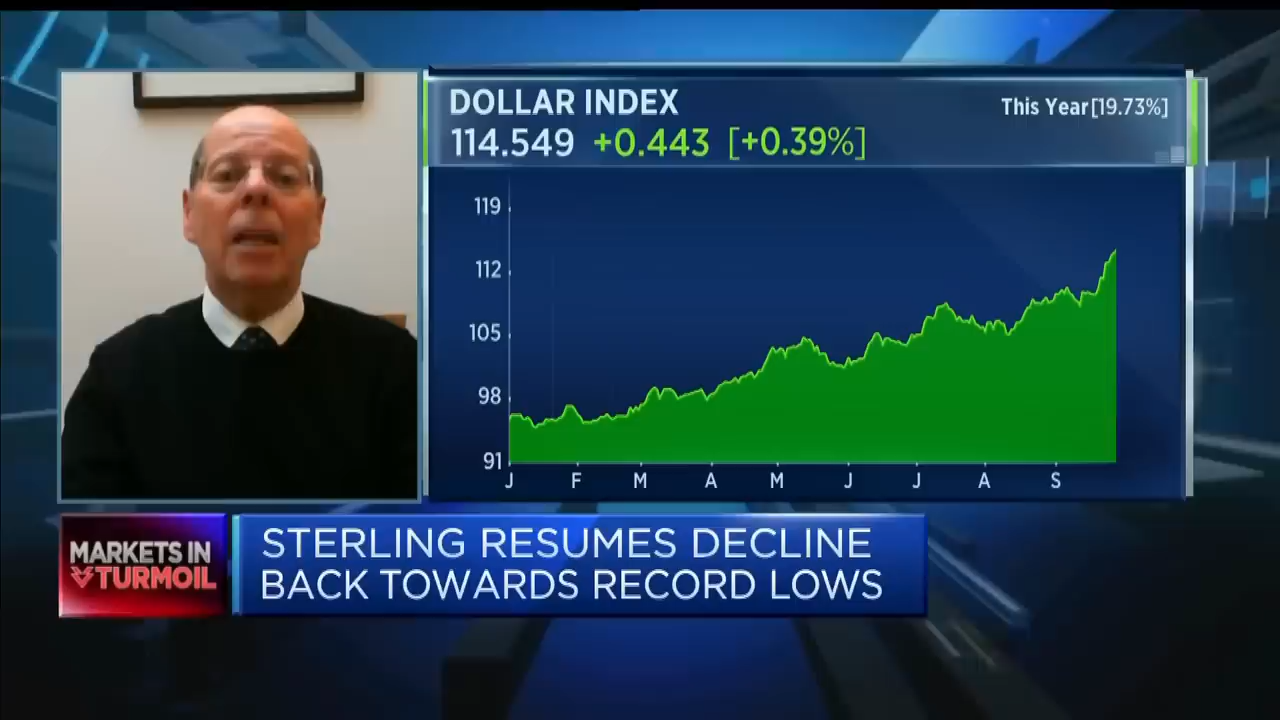 DOLLAR INDEX
This Year[19.73%]
114.549 +0.443 [+0.39%]
119
112
105
98
91
J F M A M J J A S
MARKETS IN
TURMOIL
STERLING RESUMES DECLINE
BACK TOWARDS RECORD LOWS